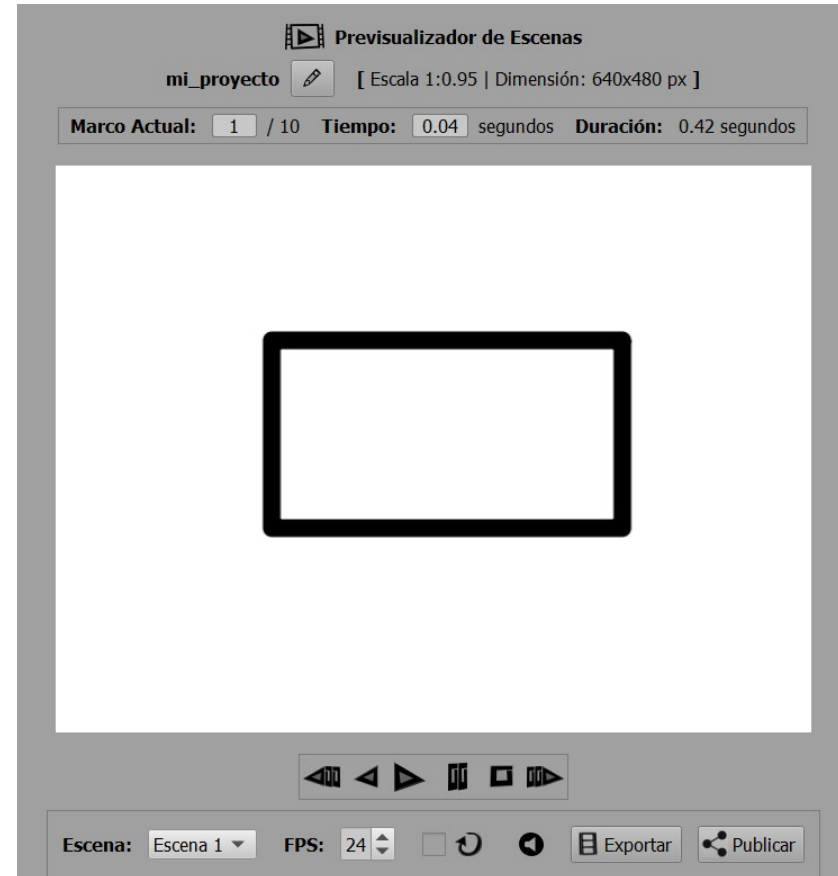 Previsualizador de Escenas
mi_proyecto [ Escala 1:0.95 | Dimensión: 640x480 px ]
Marco Actual: 1 / 10 Tiempo: 0.04 segundos Duración: 0.42 segundos
Escena: Escena 1 FPS: 24 Exportar Publicar